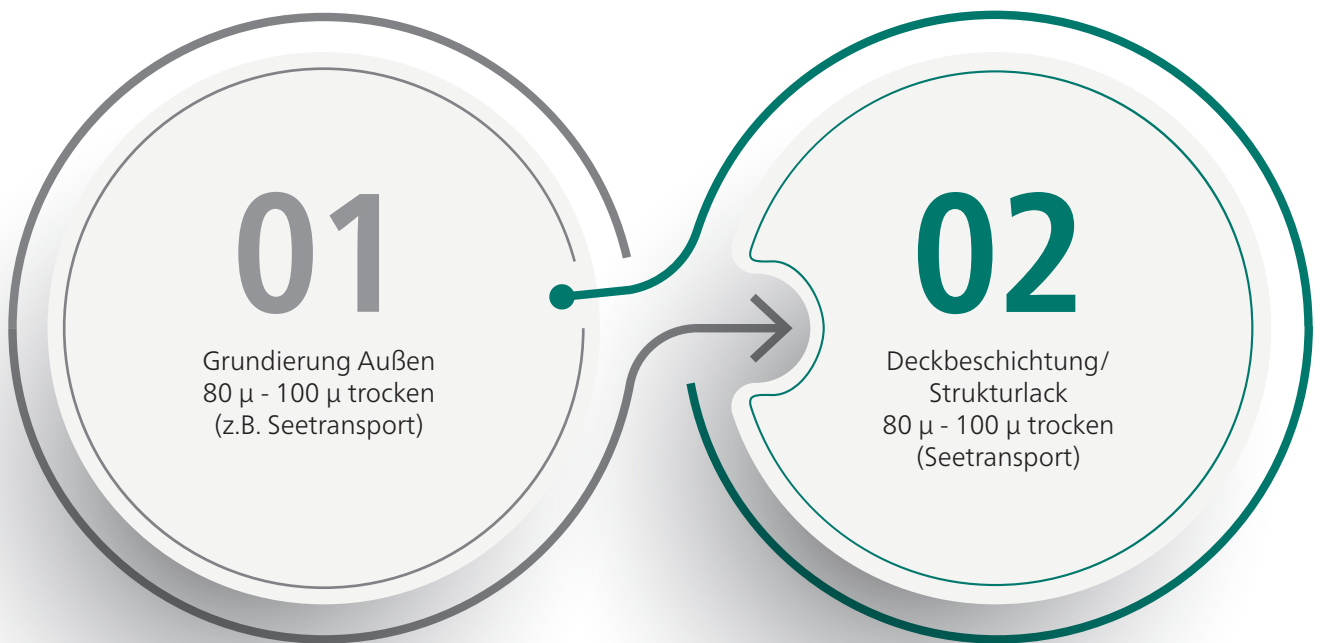 01
Grundierung Außen
80 µ - 100 µ trocken
(z.B. Seetransport)
02
Deckbeschichtung/
Strukturlack
80 µ - 100 µ trocken
(Seetransport)